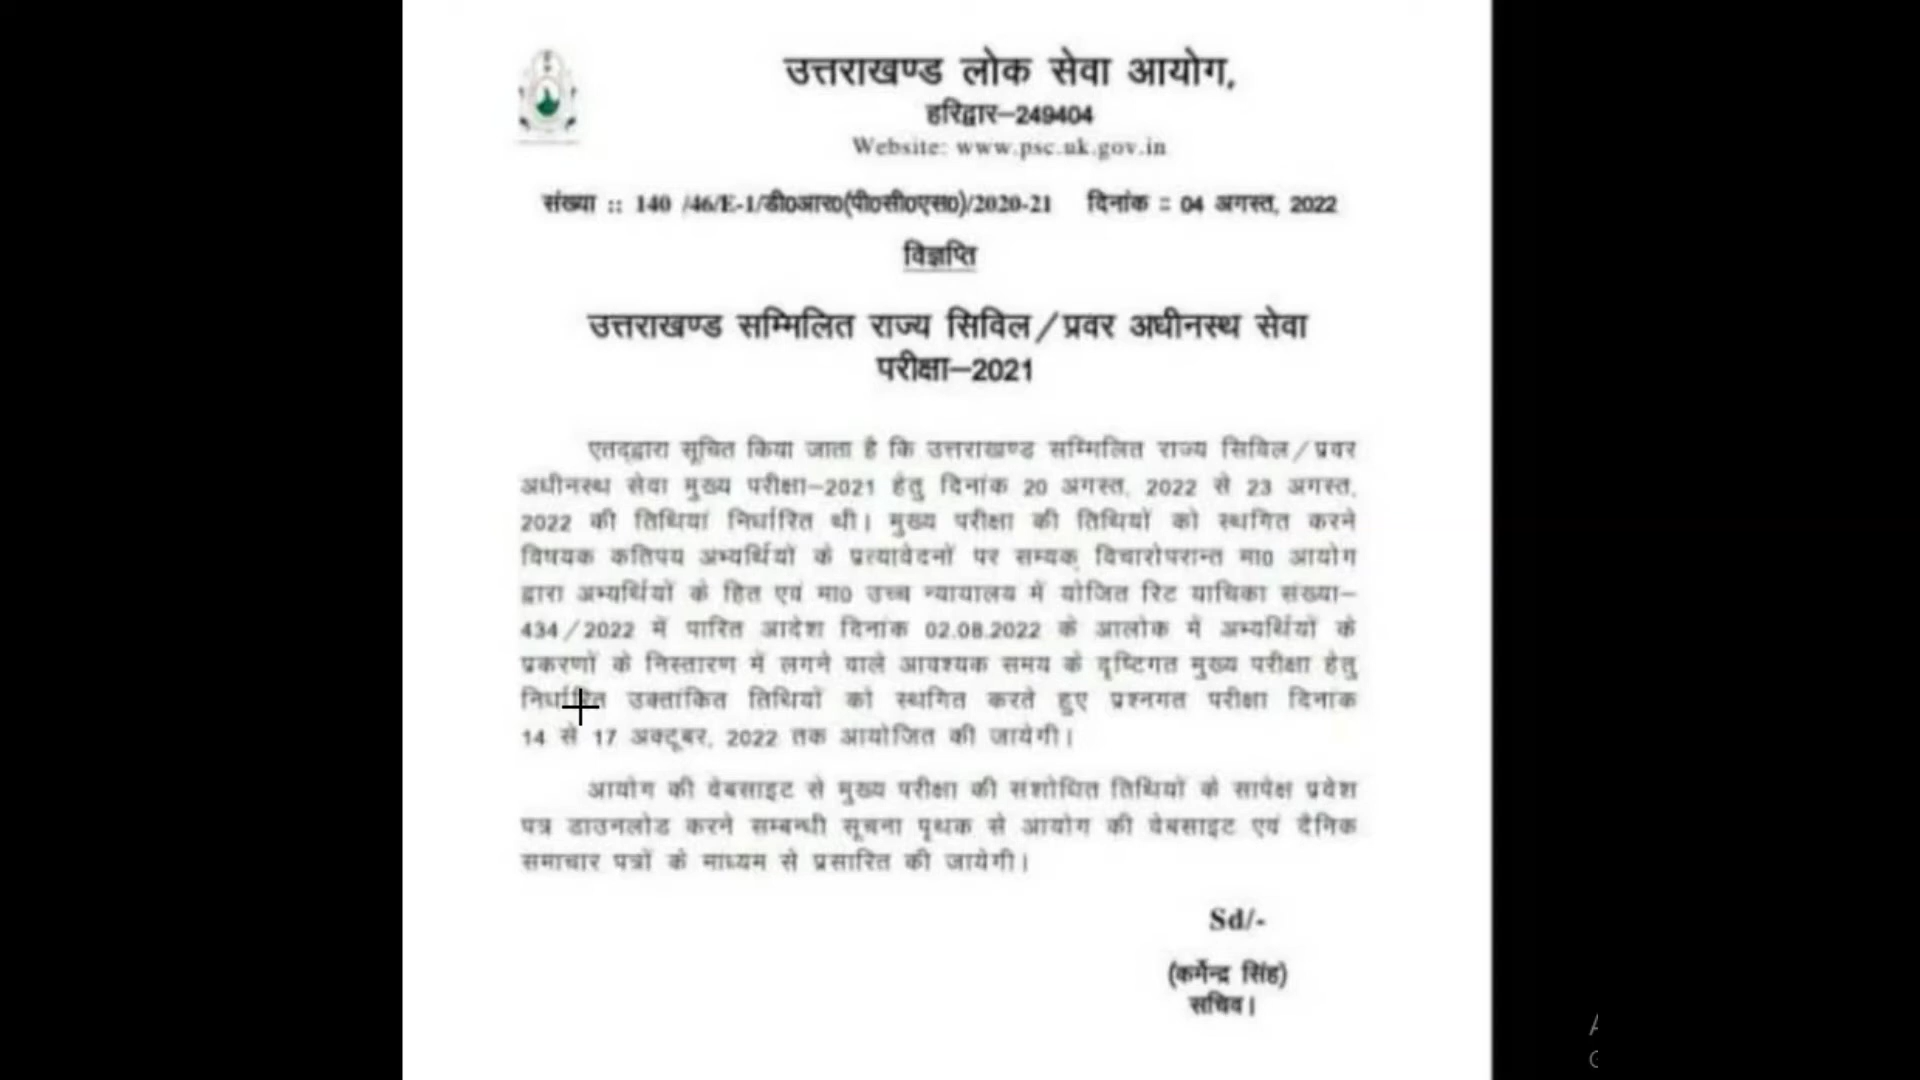 उत्तराखण्ड लोक सेवा आयोग,
हरिद्वार–249404
Website: www.psc.uk.gov.in
संख्या :: 140 /46/E-1/डी0आर0(पी0सी0एस0)/2020-21 दिनांक = 04 अगस्त, 2022
विज्ञप्ति
उत्तराखण्ड सम्मिलित राज्य सिविल/प्रवर अधीनस्थ सेवा
परीक्षा–2021
एतद्द्वारा सूचित किया जाता है कि उत्तराखण्ड सम्मिलित राज्य सिविल/प्रवर
अधीनस्थ सेवा मुख्य परीक्षा–2021 हेतु दिनांक 20 अगस्त, 2022 से 23 अगस्त,
2022 की तिथियां निर्धारित थी। मुख्य परीक्षा की तिथियों को स्थगित करने
विषयक कतिपय अभ्यर्थियों के प्रत्यावेदनों पर सम्यक् विचारोपरान्त मा0 आयोग
द्वारा अभ्यर्थियों के हित एवं मा0 उच्च न्यायालय में योजित रिट याचिका संख्या–
434/2022 में पारित आदेश दिनांक 02.08.2022 के आलोक में अभ्यर्थियों के
प्रकरणों के निस्तारण में लगने वाले आवश्यक समय के दृष्टिगत मुख्य परीक्षा हेतु
निर्धारित उक्तांकित तिथियों को स्थगित करते हुए प्रश्नगत परीक्षा दिनांक
14 से 17 अक्टूबर, 2022 तक आयोजित की जायेगी।
आयोग की वेबसाइट से मुख्य परीक्षा की संशोधित तिथियों के सापेक्ष प्रवेश
पत्र डाउनलोड करने सम्बन्धी सूचना पृथक से आयोग की वेबसाइट एवं दैनिक
समाचार पत्रों के माध्यम से प्रसारित की जायेगी।
Sd/-
(कर्मेन्द्र सिंह)
सचिव।